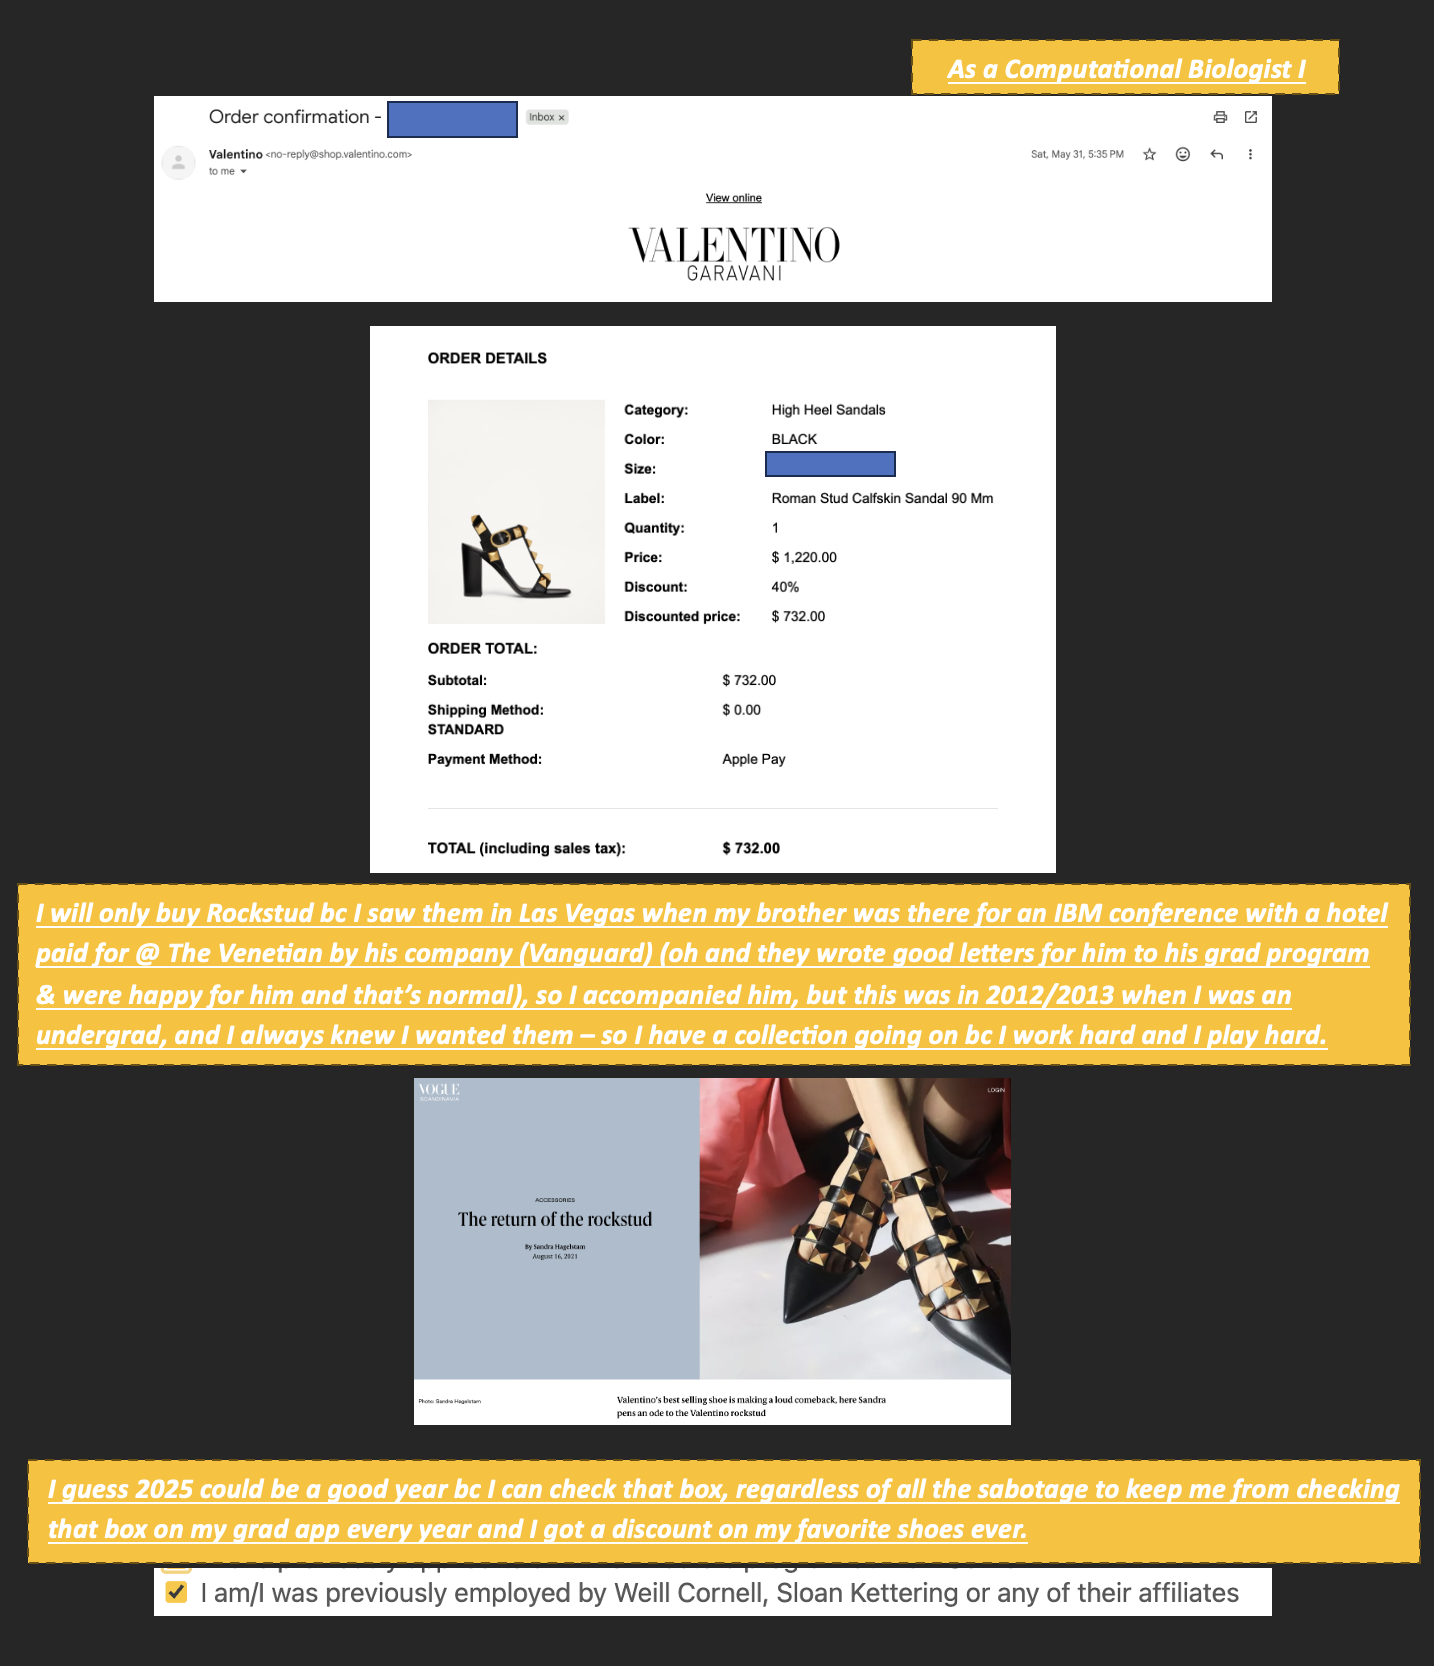 As a Computational Biologist I
Order confirmation -
Inbox x
Valentino <no-reply@shop.valentino.com>
Sat, May 31, 5:35 PM
to me
View online
VALENTINO
GARAVANI
ORDER DETAILS
Category: High Heel Sandals
Color: BLACK
Size:
Label: Roman Stud Calfskin Sandal 90 Mm
Quantity: 1
Price: $ 1,220.00
Discount: 40%
Discounted price: $ 732.00
ORDER TOTAL:
Subtotal: $ 732.00
Shipping Method: $ 0.00
STANDARD
Payment Method: Apple Pay
TOTAL (including sales tax): $ 732.00
I will only buy Rockstud bc I saw them in Las Vegas when my brother was there for an IBM conference with a hotel
paid for @ The Venetian by his company (Vanguard) (oh and they wrote good letters for him to his grad program
& were happy for him and that's normal), so I accompanied him, but this was in 2012/2013 when I was an
undergrad, and I always knew I wanted them – so I have a collection going on bc I work hard and I play hard.
VOGUE
SCANDINAVIA
LOGIN
ACCESSORIES
The return of the rockstud
By Sandra Hagelstam
August 16, 2021
Photo: Sandra Hagelstam
Valentino's best selling shoe is making a loud comeback, here Sandra
pens an ode to the Valentino rockstud
I guess 2025 could be a good year bc I can check that box, regardless of all the sabotage to keep me from checking
that box on my grad app every year and I got a discount on my favorite shoes ever.
I am/I was previously employed by Weill Cornell, Sloan Kettering or any of their affiliates